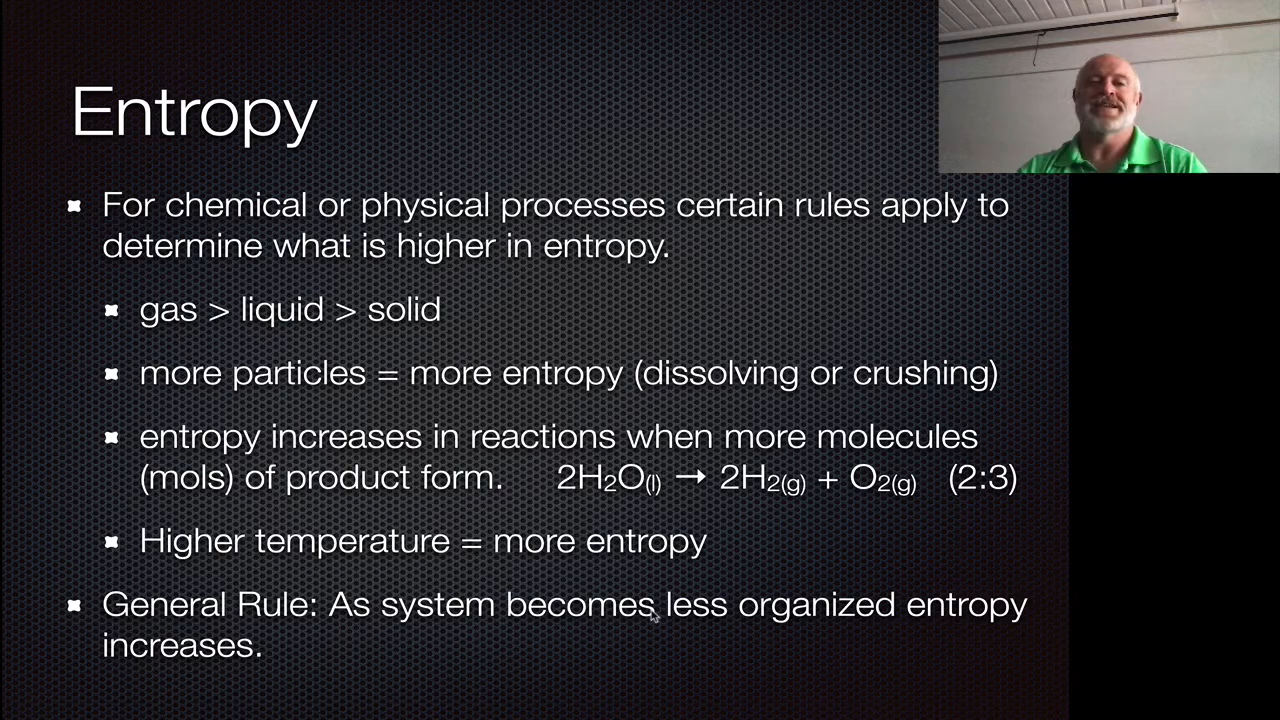 Entropy
For chemical or physical processes certain rules apply to
determine what is higher in entropy.
gas > liquid > solid
more particles = more entropy (dissolving or crushing)
entropy increases in reactions when more molecules
(mols) of product form. 2H₂O(l) → 2H₂(g) + O₂(g) (2:3)
Higher temperature = more entropy
General Rule: As system becomes less organized entropy
increases.